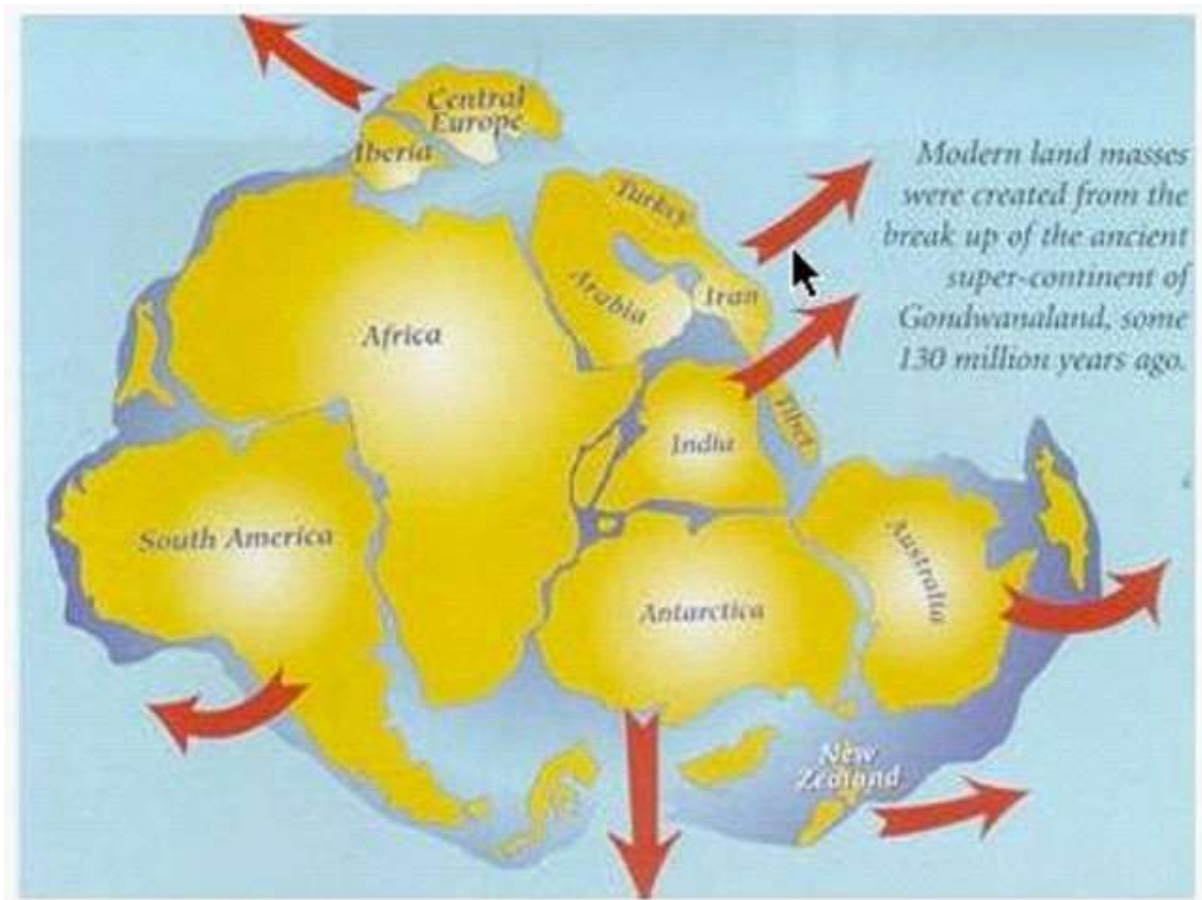 Central
Europe
Iberia
Turkey
Arabia
Iran
Africa
Tibet
India
South America
Australia
Antarctica
New
Zealand
Modern land masses
were created from the
break up of the ancient
super-continent of
Gondwanaland, some
130 million years ago.